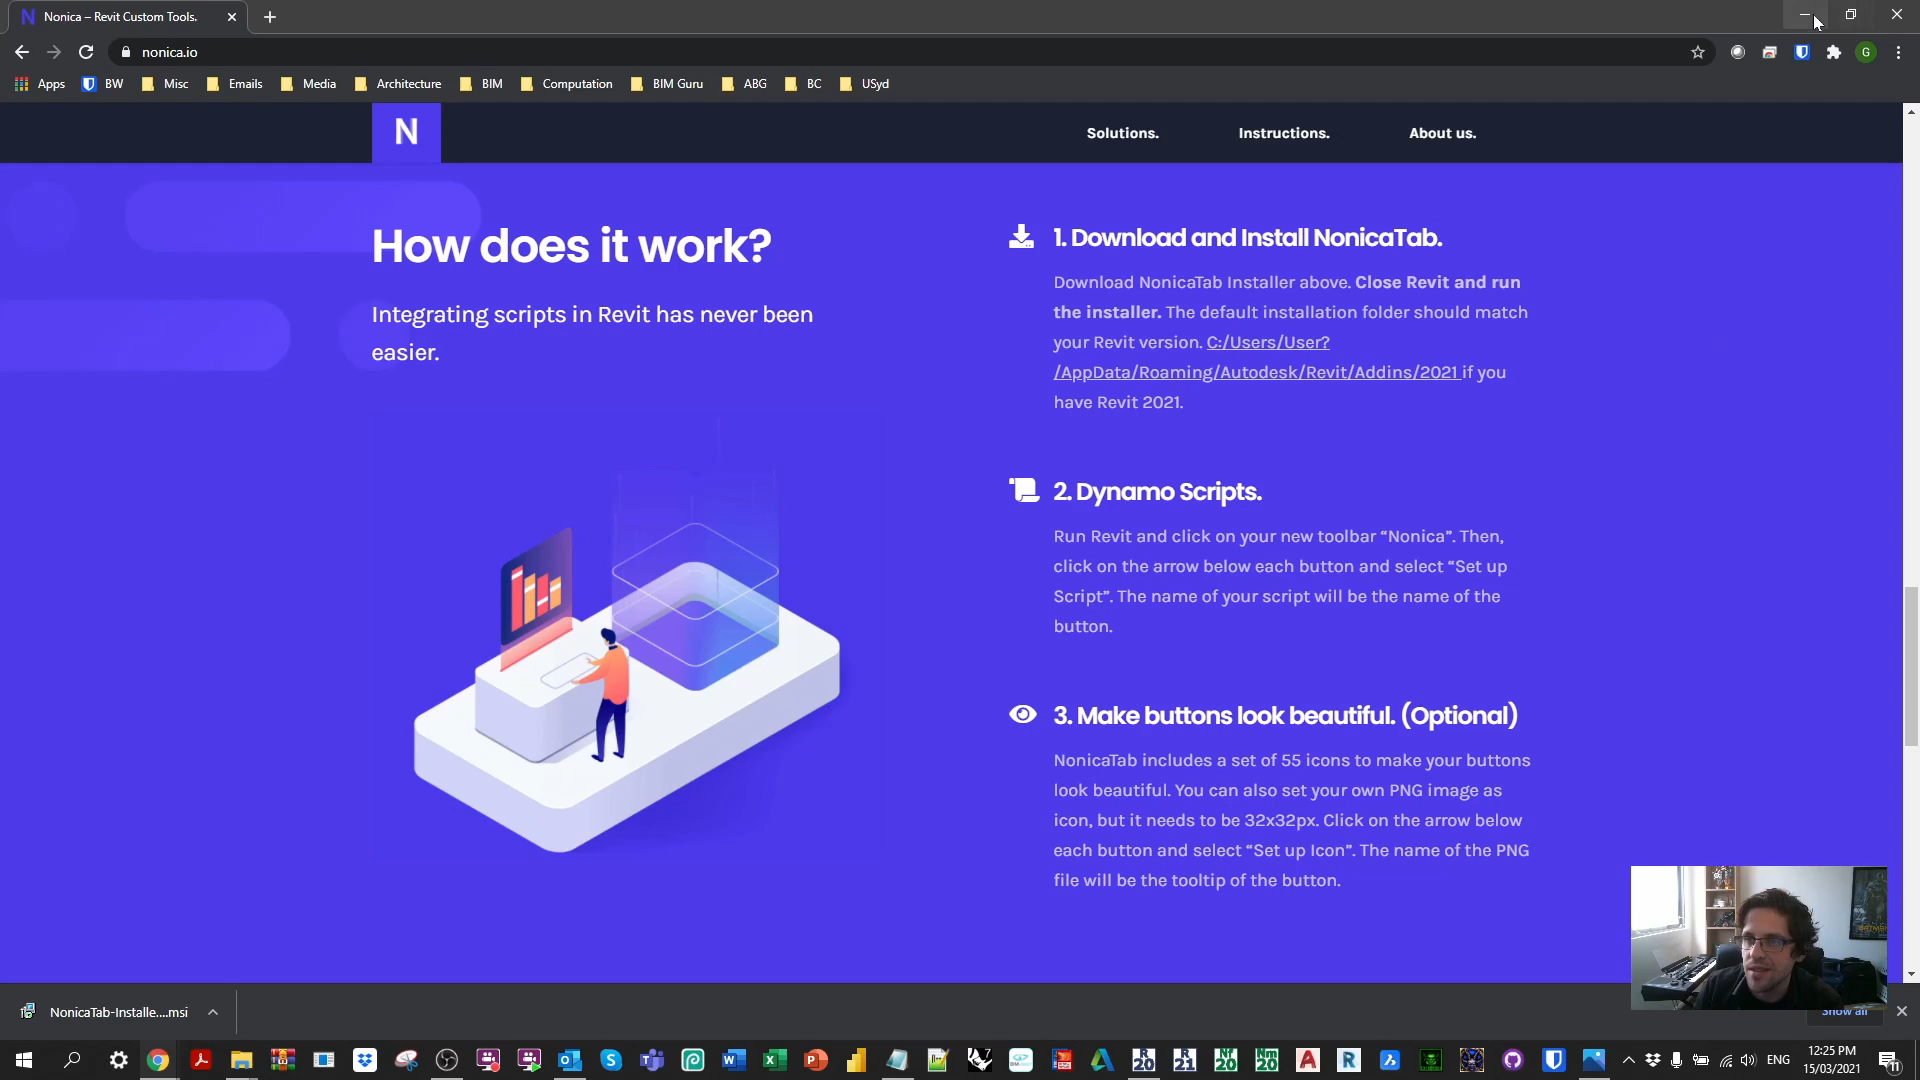 Nonica – Revit Custom Tools.
nonica.io
G
Apps BW Misc Emails Media Architecture BIM Computation BIM Guru ABG BC USyd
N
Solutions. Instructions. About us.
How does it work?
Integrating scripts in Revit has never been
easier.
1. Download and Install NonicaTab.
Download NonicaTab Installer above. Close Revit and run
the installer. The default installation folder should match
your Revit version. C:/Users/User?
/AppData/Roaming/Autodesk/Revit/Addins/2021 if you
have Revit 2021.
2. Dynamo Scripts.
Run Revit and click on your new toolbar “Nonica”. Then,
click on the arrow below each button and select “Set up
Script”. The name of your script will be the name of the
button.
3. Make buttons look beautiful. (Optional)
NonicaTab includes a set of 55 icons to make your buttons
look beautiful. You can also set your own PNG image as
icon, but it needs to be 32x32px. Click on the arrow below
each button and select “Set up Icon”. The name of the PNG
file will be the tooltip of the button.
NonicaTab-Installe....msi
Show all
ENG
12:25 PM
15/03/2021